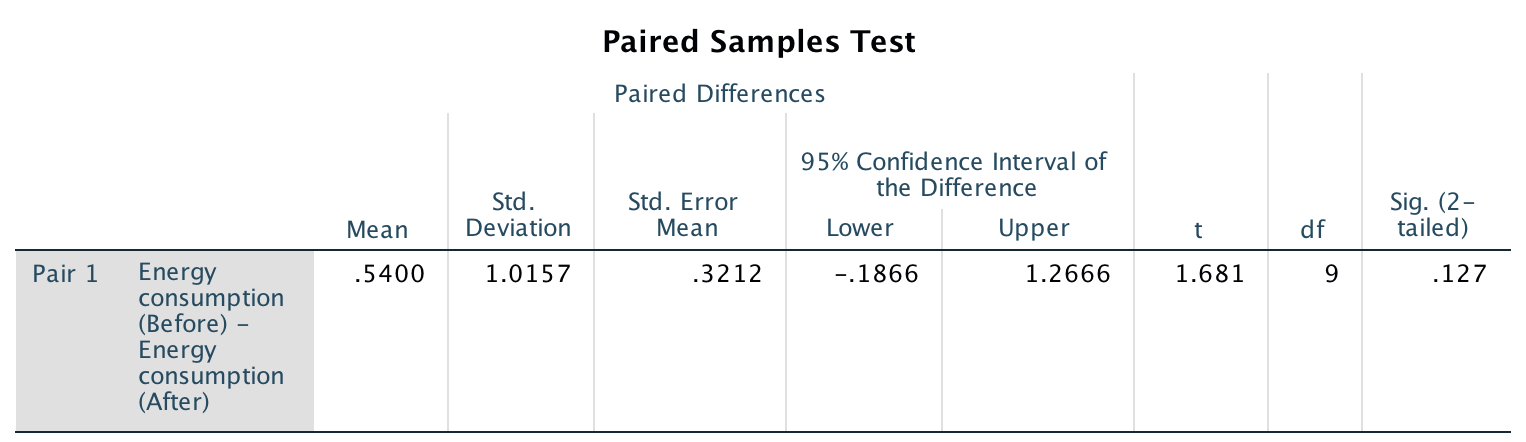 Paired Samples Test
Paired Differences
95% Confidence Interval of
the Difference
Mean Std. Deviation Std. Error Mean Lower Upper t df Sig. (2-tailed)
Pair 1 Energy .5400 1.0157 .3212 -.1866 1.2666 1.681 9 .127
consumption
(Before) –
Energy
consumption
(After)